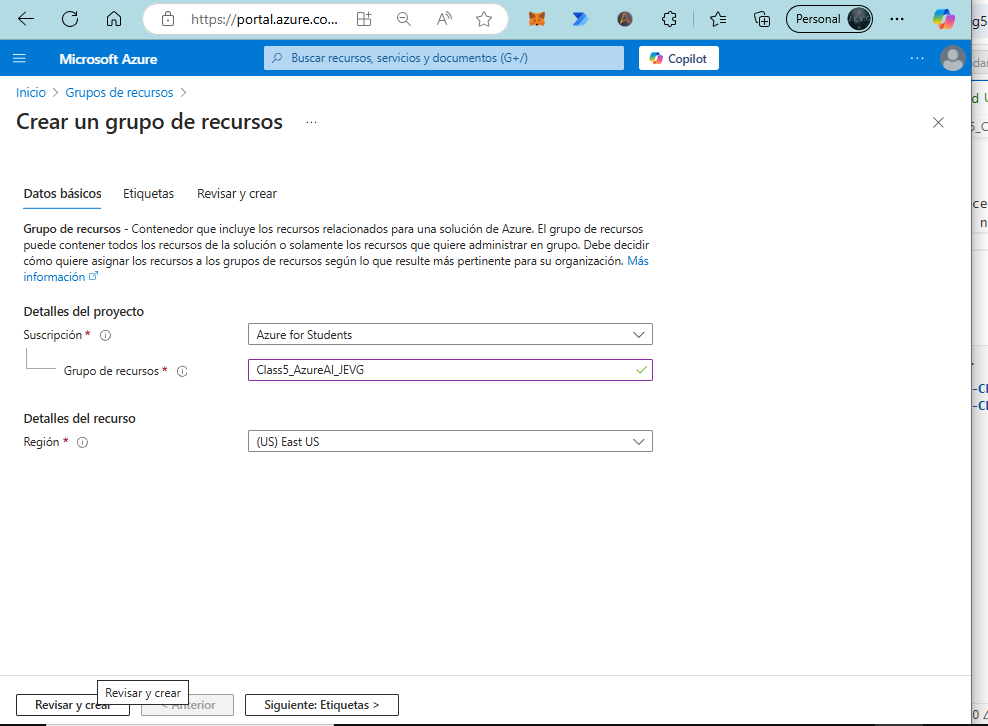 https://portal.azure.co...
Personal
Microsoft Azure
Buscar recursos, servicios y documentos (G+/)
Copilot
Inicio > Grupos de recursos >
Crear un grupo de recursos ...
Datos básicos Etiquetas Revisar y crear
Grupo de recursos - Contenedor que incluye los recursos relacionados para una solución de Azure. El grupo de recursos
puede contener todos los recursos de la solución o solamente los recursos que quiere administrar en grupo. Debe decidir
cómo quiere asignar los recursos a los grupos de recursos según lo que resulte más pertinente para su organización. Más
información
Detalles del proyecto
Suscripción *
Azure for Students
Grupo de recursos *
Class5_AzureAI_JEVG
Detalles del recurso
Región *
(US) East US
Revisar y crear
Revisar y crear
< Anterior
Siguiente: Etiquetas >